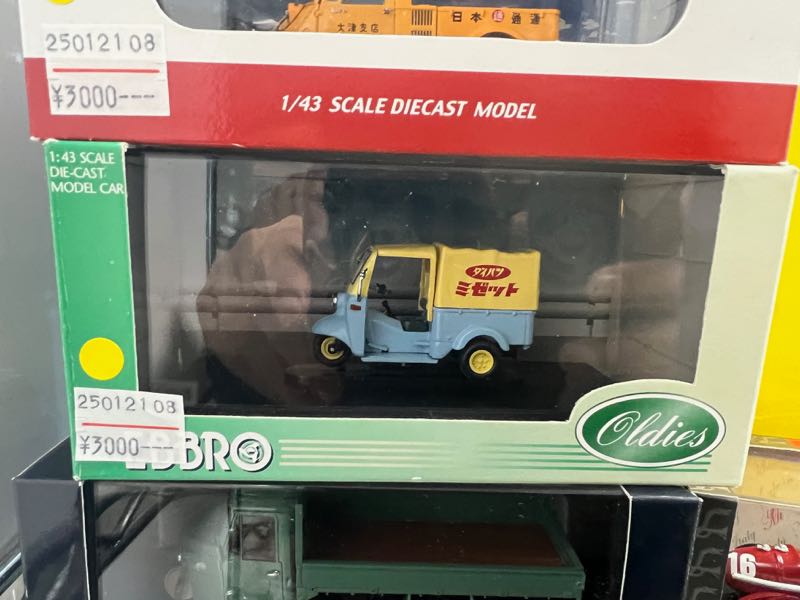 大津支店
日本通運
25012108
¥3000---
1/43 SCALE DIECAST MODEL
1:43 SCALE
DIE-CAST
MODEL CAR
ダイハツ
ミゼット
25012108
¥3000---
EBBRO
Oldies
16